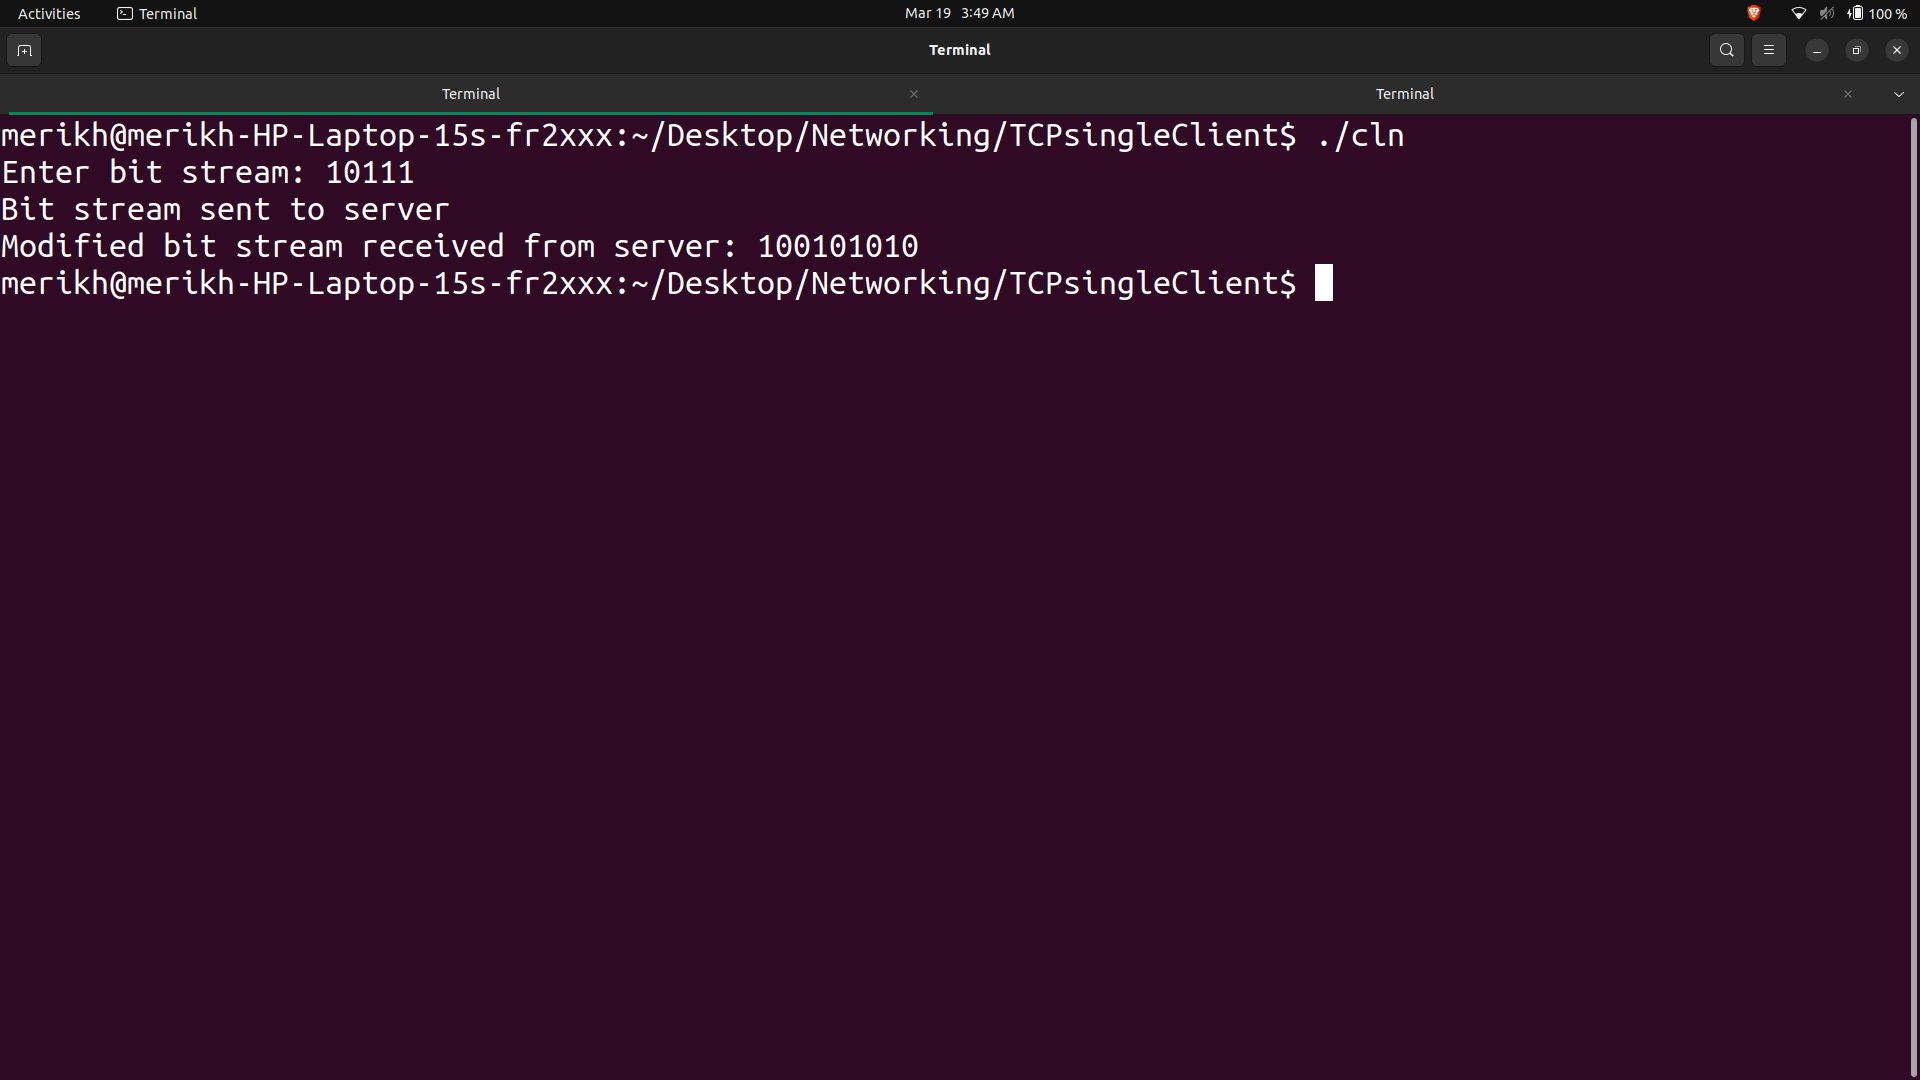 Activities Terminal Mar 19 3:49 AM 100 %
Terminal
Terminal Terminal
merikh@merikh-HP-Laptop-15s-fr2xxx:~/Desktop/Networking/TCPsingleClient$ ./cln
Enter bit stream: 10111
Bit stream sent to server
Modified bit stream received from server: 100101010
merikh@merikh-HP-Laptop-15s-fr2xxx:~/Desktop/Networking/TCPsingleClient$